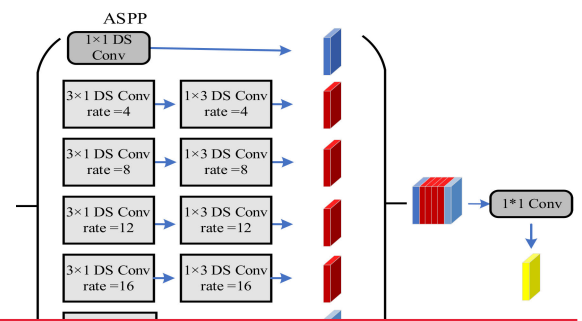 ASPP
1×1 DS
Conv
3×1 DS Conv
rate =4
1×3 DS Conv
rate =4
3×1 DS Conv
rate=8
1×3 DS Conv
rate=8
3×1 DS Conv
rate=12
1×3 DS Conv
rate=12
1*1 Conv
3×1 DS Conv
rate =16
1×3 DS Conv
rate =16